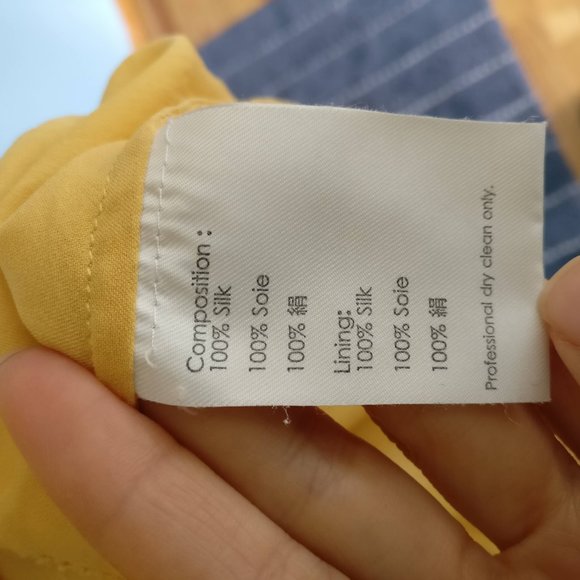 Composition :
100% Silk
100% Soie
100% 絹
Lining:
100% Silk
100% Soie
100% 絹
Professional dry clean only.